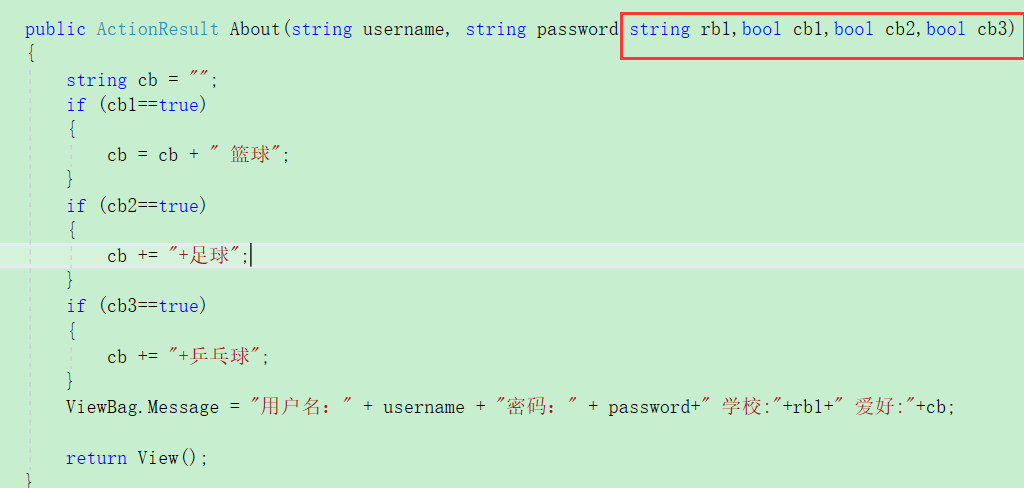 public ActionResult About(string username, string password string rbl,bool cb1,bool cb2,bool cb3)
{
string cb = "";
if (cb1==true)
{
cb = cb + " 篮球";
}
if (cb2==true)
{
cb += "+足球";
}
if (cb3==true)
{
cb += "+乒乓球";
}
ViewBag.Message = "用户名：" + username + "密码：" + password+" 学校:"+rbl+" 爱好:"+cb;
return View();
}